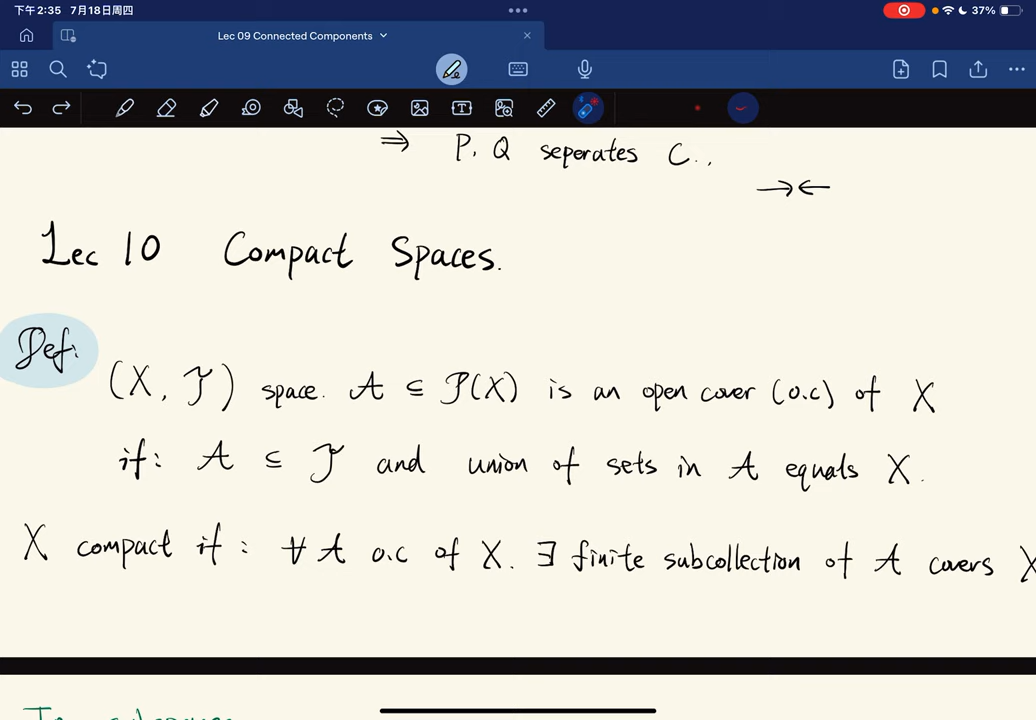 下午2:35 7月18日周四
37%
Lec 09 Connected Components
⇒ P, Q seperates C..
→←
Lec 10 Compact Spaces.
Def:
(X, 𝒯) space. 𝒜 ⊆ 𝒫(X) is an open cover (o.c) of X
if: 𝒜 ⊆ 𝒯 and union of sets in 𝒜 equals X.
X compact if: ∀ 𝒜 o.c of X. ∃ finite subcollection of 𝒜 covers X